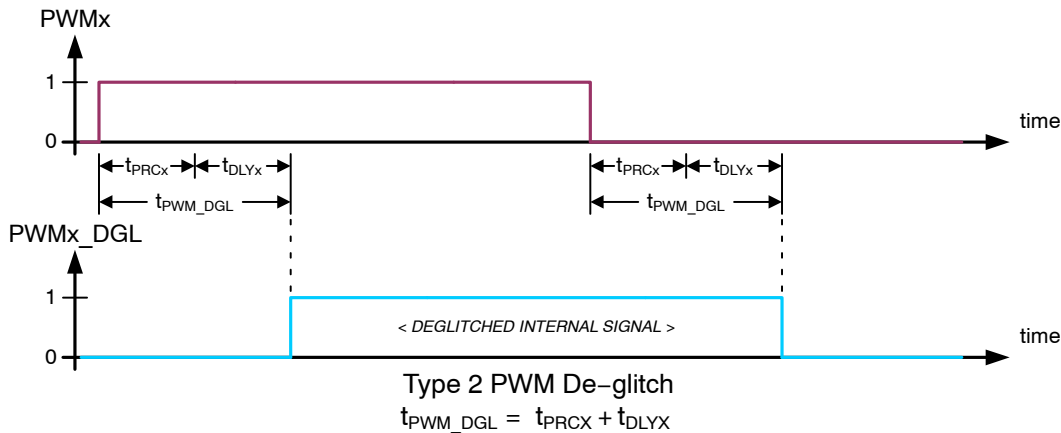 PWMx
1
0
time
tPRCx tDLYx
tPWM_DGL
tPRCx tDLYx
tPWM_DGL
PWMx_DGL
1
< DEGLITCHED INTERNAL SIGNAL >
0
time
Type 2 PWM De−glitch
tPWM_DGL = tPRCX + tDLYX